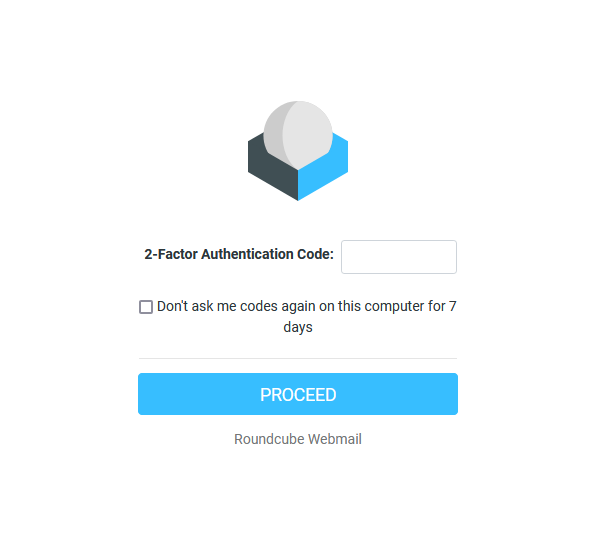 2-Factor Authentication Code:
Don't ask me codes again on this computer for 7
days
PROCEED
Roundcube Webmail